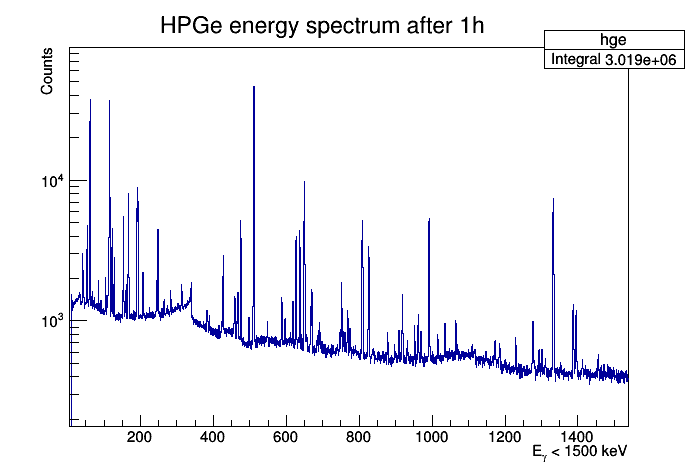 HPGe energy spectrum after 1h
hge
Integral 3.019e+06
Counts
10⁴
10³
200 400 600 800 1000 1200 1400
Eγ < 1500 keV